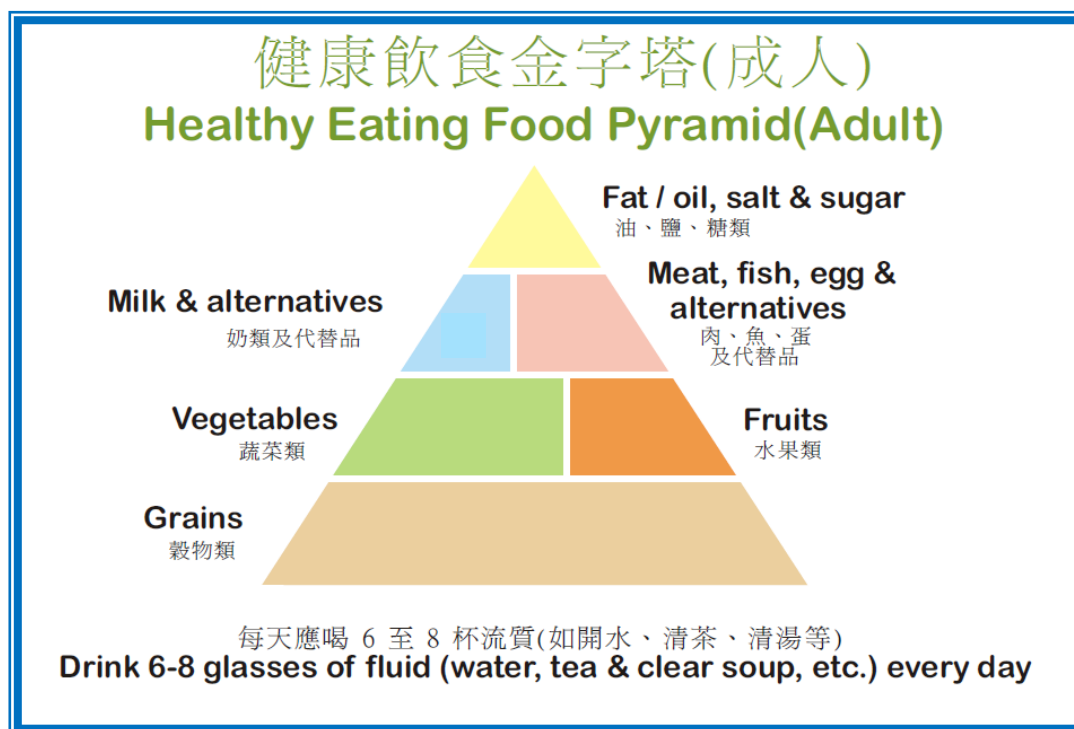 健康飲食金字塔(成人)
Healthy Eating Food Pyramid(Adult)
Fat / oil, salt & sugar
油、鹽、糖類
Milk & alternatives
奶類及代替品
Meat, fish, egg &
alternatives
肉、魚、蛋
及代替品
Vegetables
蔬菜類
Fruits
水果類
Grains
穀物類
每天應喝 6 至 8 杯流質(如開水、清茶、清湯等)
Drink 6-8 glasses of fluid (water, tea & clear soup, etc.) every day